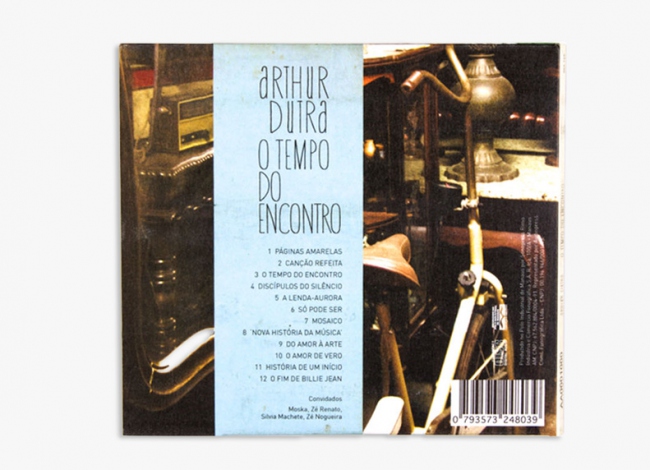 ARTHUR
DUTRA
O TEMPO
DO
ENCONTRO
1 PÁGINAS AMARELAS
2 CANÇÃO REFEITA
3 O TEMPO DO ENCONTRO
4 DISCÍPULOS DO SILÊNCIO
5 A LENDA-AURORA
6 SÓ PODE SER
7 MOSAICO
8 'NOVA HISTÓRIA DA MÚSICA'
9 DO AMOR À ARTE
10 O AMOR DE VERO
11 HISTÓRIA DE UM INÍCIO
12 O FIM DE BILLIE JEAN
Convidados
Moska, Zé Renato,
Silvia Machete, Zé Nogueira
0 793573 248039